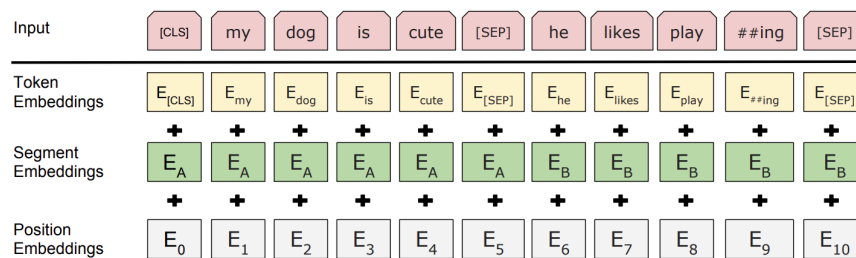 Input [CLS] my dog is cute [SEP] he likes play ##ing [SEP]
Token
Embeddings E[CLS] Emy Edog Eis Ecute E[SEP] Ehe Elikes Eplay E##ing E[SEP]
+ + + + + + + + + + +
Segment
Embeddings EA EA EA EA EA EA EB EB EB EB EB
+ + + + + + + + + + +
Position
Embeddings E0 E1 E2 E3 E4 E5 E6 E7 E8 E9 E10